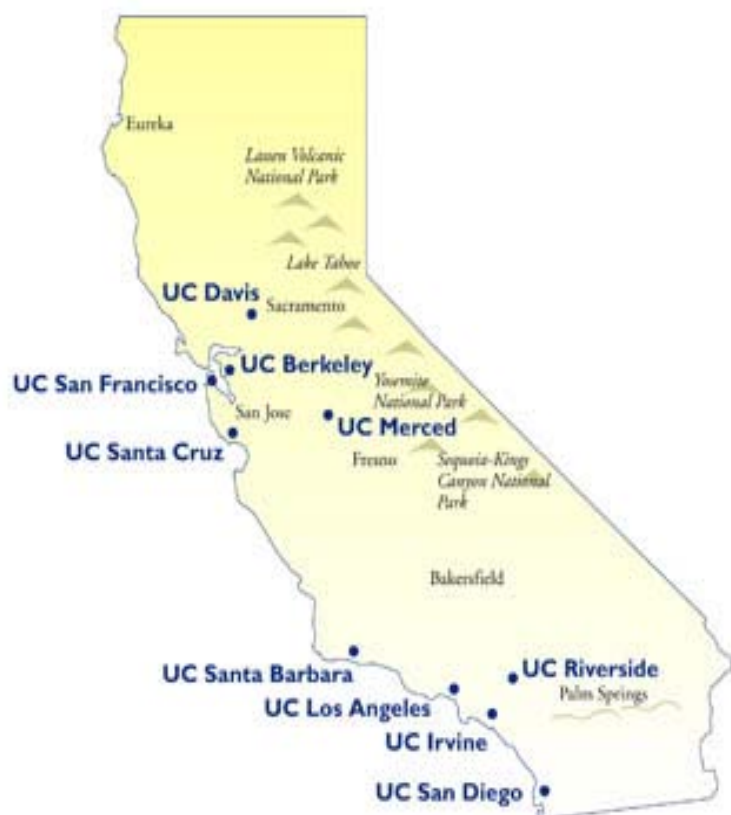 Eureka
Lassen Volcanic
National Park
Lake Tahoe
UC Davis
Sacramento
UC Berkeley
UC San Francisco
Yosemite
National Park
San Jose
UC Merced
UC Santa Cruz
Fresno
Sequoia-Kings
Canyon National
Park
Bakersfield
UC Santa Barbara
UC Riverside
Palm Springs
UC Los Angeles
UC Irvine
UC San Diego